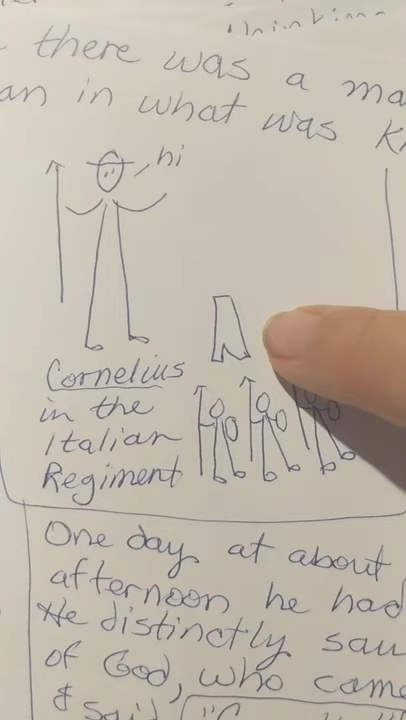 there was a ma
an in what was K
hi
Cornelius
in the
Italian
Regiment
One day at about
afternoon he had
He distinctly saw
of God, who came
& said